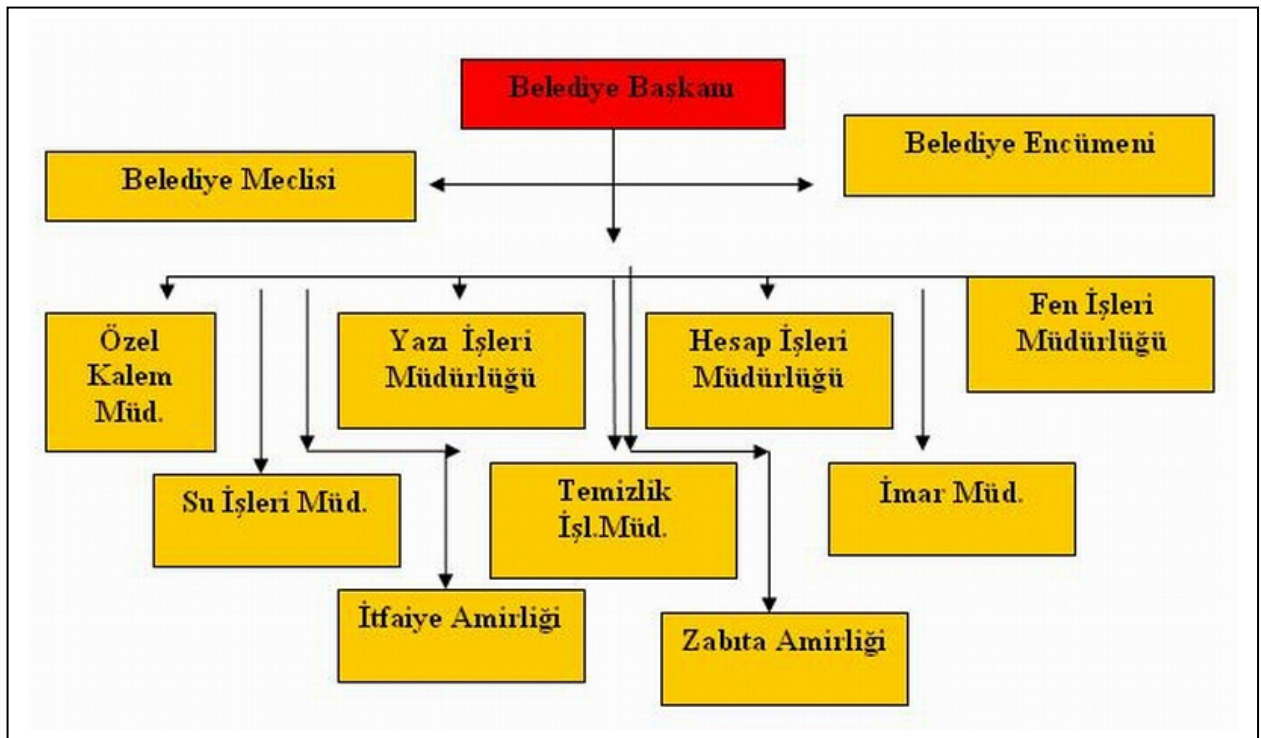 Belediye Başkanı
Belediye Encümeni
Belediye Meclisi
Özel
Kalem
Müd.
Yazı İşleri
Müdürlüğü
Hesap İşleri
Müdürlüğü
Fen İşleri
Müdürlüğü
Su İşleri Müd.
Temizlik
İşl.Müd.
İmar Müd.
İtfaiye Amirliği
Zabıta Amirliği